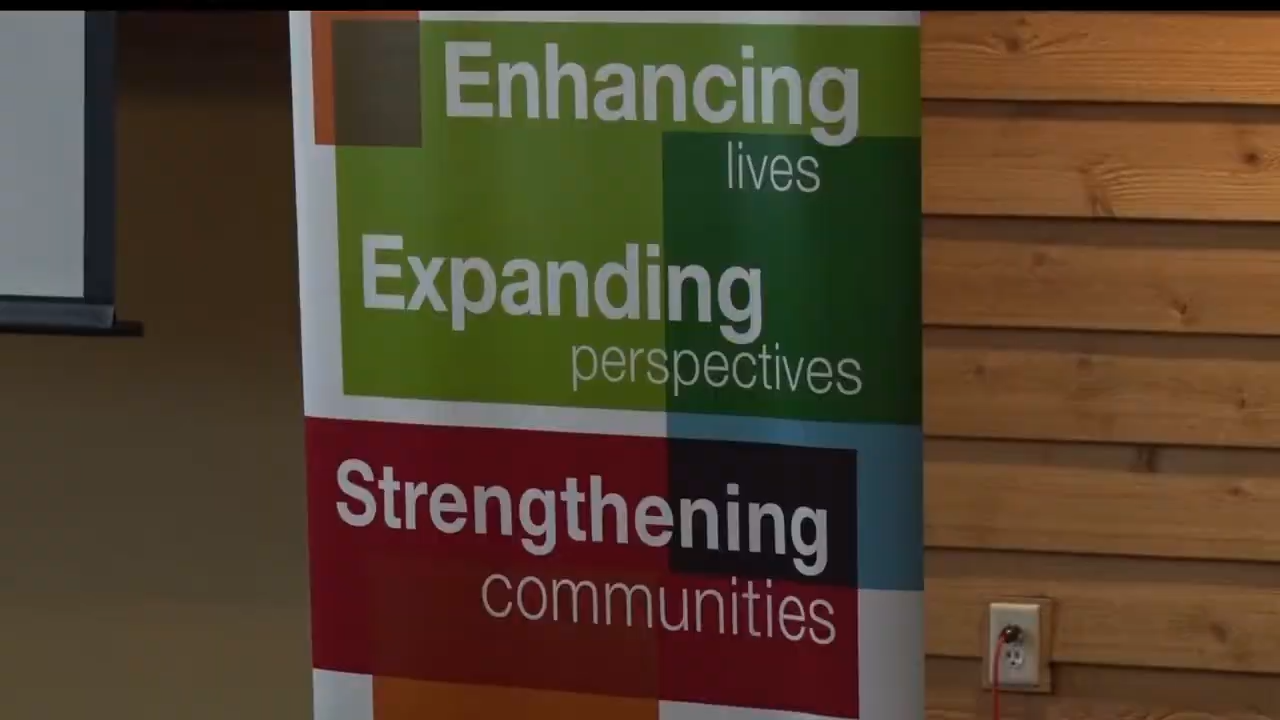 Enhancing
lives
Expanding
perspectives
Strengthening
communities